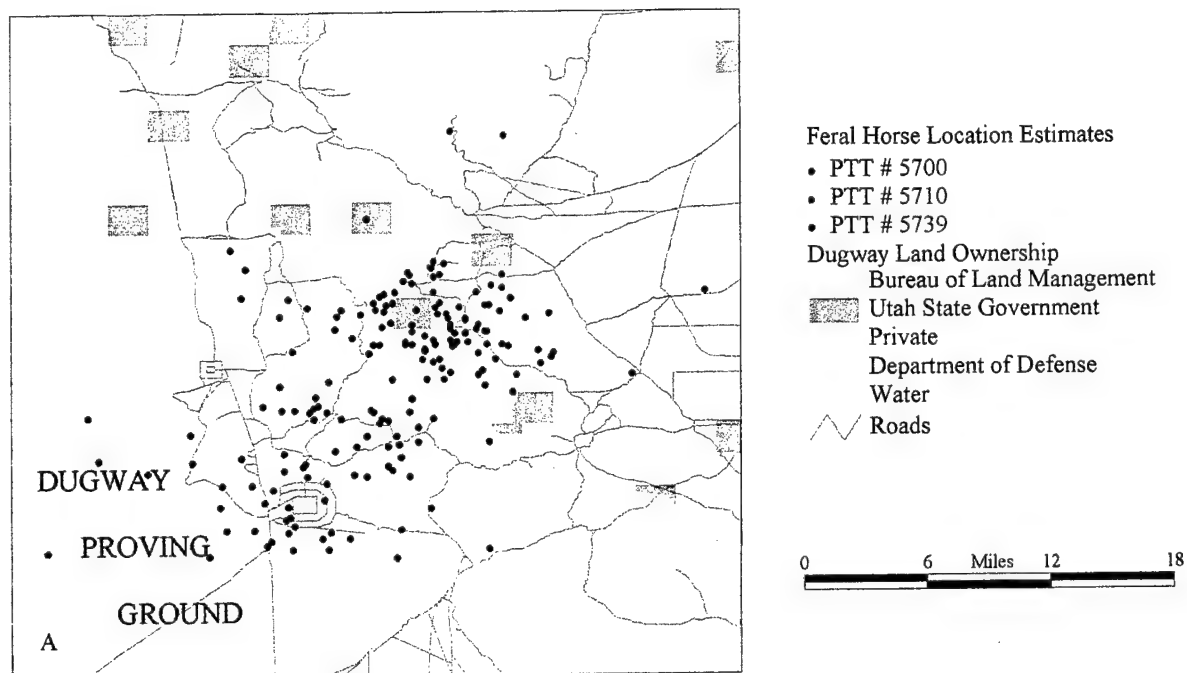 DUGWAY
PROVING
GROUND
A
Feral Horse Location Estimates
PTT # 5700
PTT # 5710
PTT # 5739
Dugway Land Ownership
Bureau of Land Management
Utah State Government
Private
Department of Defense
Water
Roads
0 6 Miles 12 18